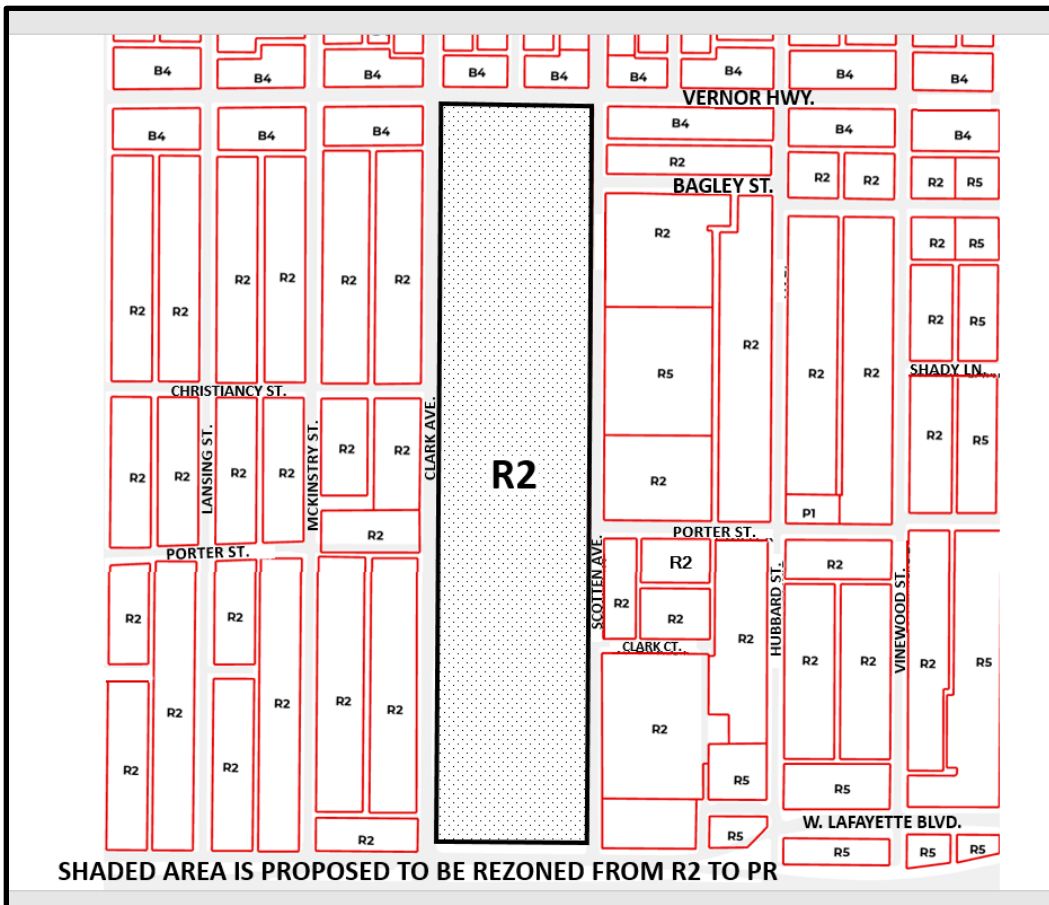 B4 B4 B4 B4 B4 B4 B4 B4 B4
VERNOR HWY.
B4 B4 B4 B4 B4 B4
R2
BAGLEY ST.
R2 R2 R2 R5
R2 R2 R5
R2 R2 R2 R2 R2 R2
R2 R5
R5 R2 R2 R2
SHADY LN.
CHRISTIANCY ST.
CLARK AVE.
LANSING ST.
MCKINSTRY ST.
R2 R2 R2 R2 R2 R2
R2
R2 R2 R5
P1
R2
PORTER ST.
PORTER ST.
SCOTTEN AVE.
HUBBARD ST.
VINEWOOD ST.
R2 R2
R2 R2 R2 R2
CLARK CT.
R2
R2 R2 R2 R5
R2 R2 R2 R2
R2
R2 R2
R5 R5
W. LAFAYETTE BLVD.
R2 R5 R5 R5 R5
SHADED AREA IS PROPOSED TO BE REZONED FROM R2 TO PR